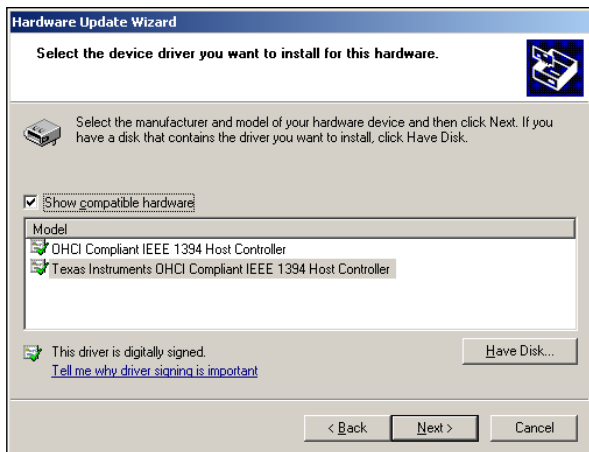 Hardware Update Wizard
Select the device driver you want to install for this hardware.
Select the manufacturer and model of your hardware device and then click Next. If you
have a disk that contains the driver you want to install, click Have Disk.
Show compatible hardware
Model
OHCI Compliant IEEE 1394 Host Controller
Texas Instruments OHCI Compliant IEEE 1394 Host Controller
This driver is digitally signed.
Have Disk...
Tell me why driver signing is important
< Back
Next >
Cancel